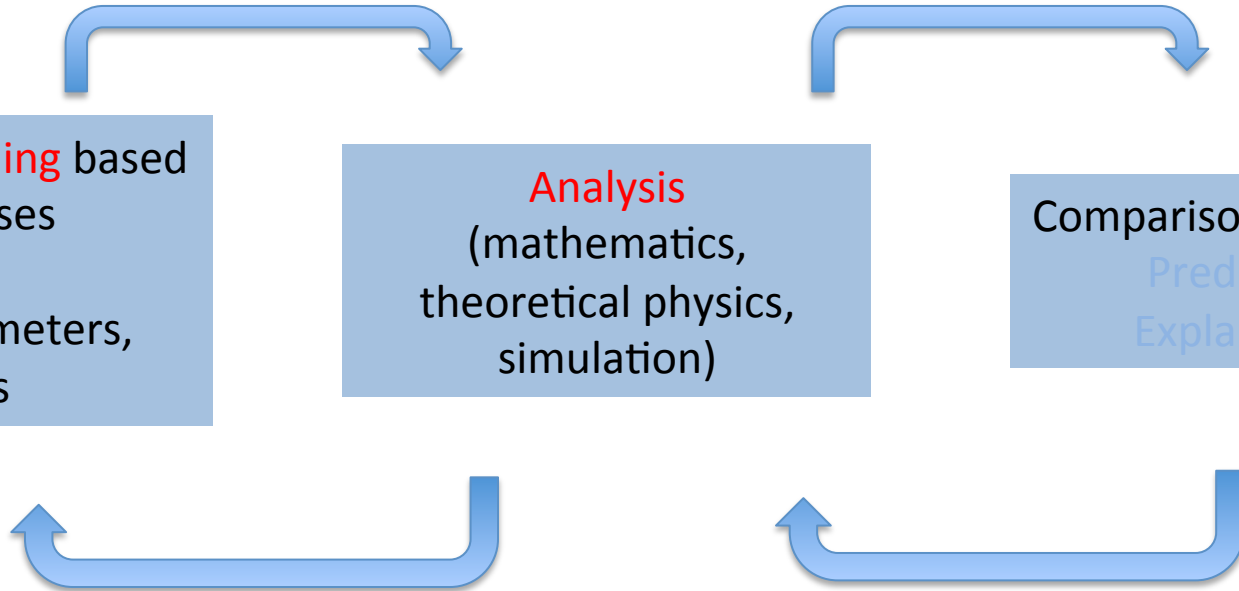 ing based
ses
meters,
s
Analysis
(mathematics,
theoretical physics,
simulation)
Compariso
Pred
Expla